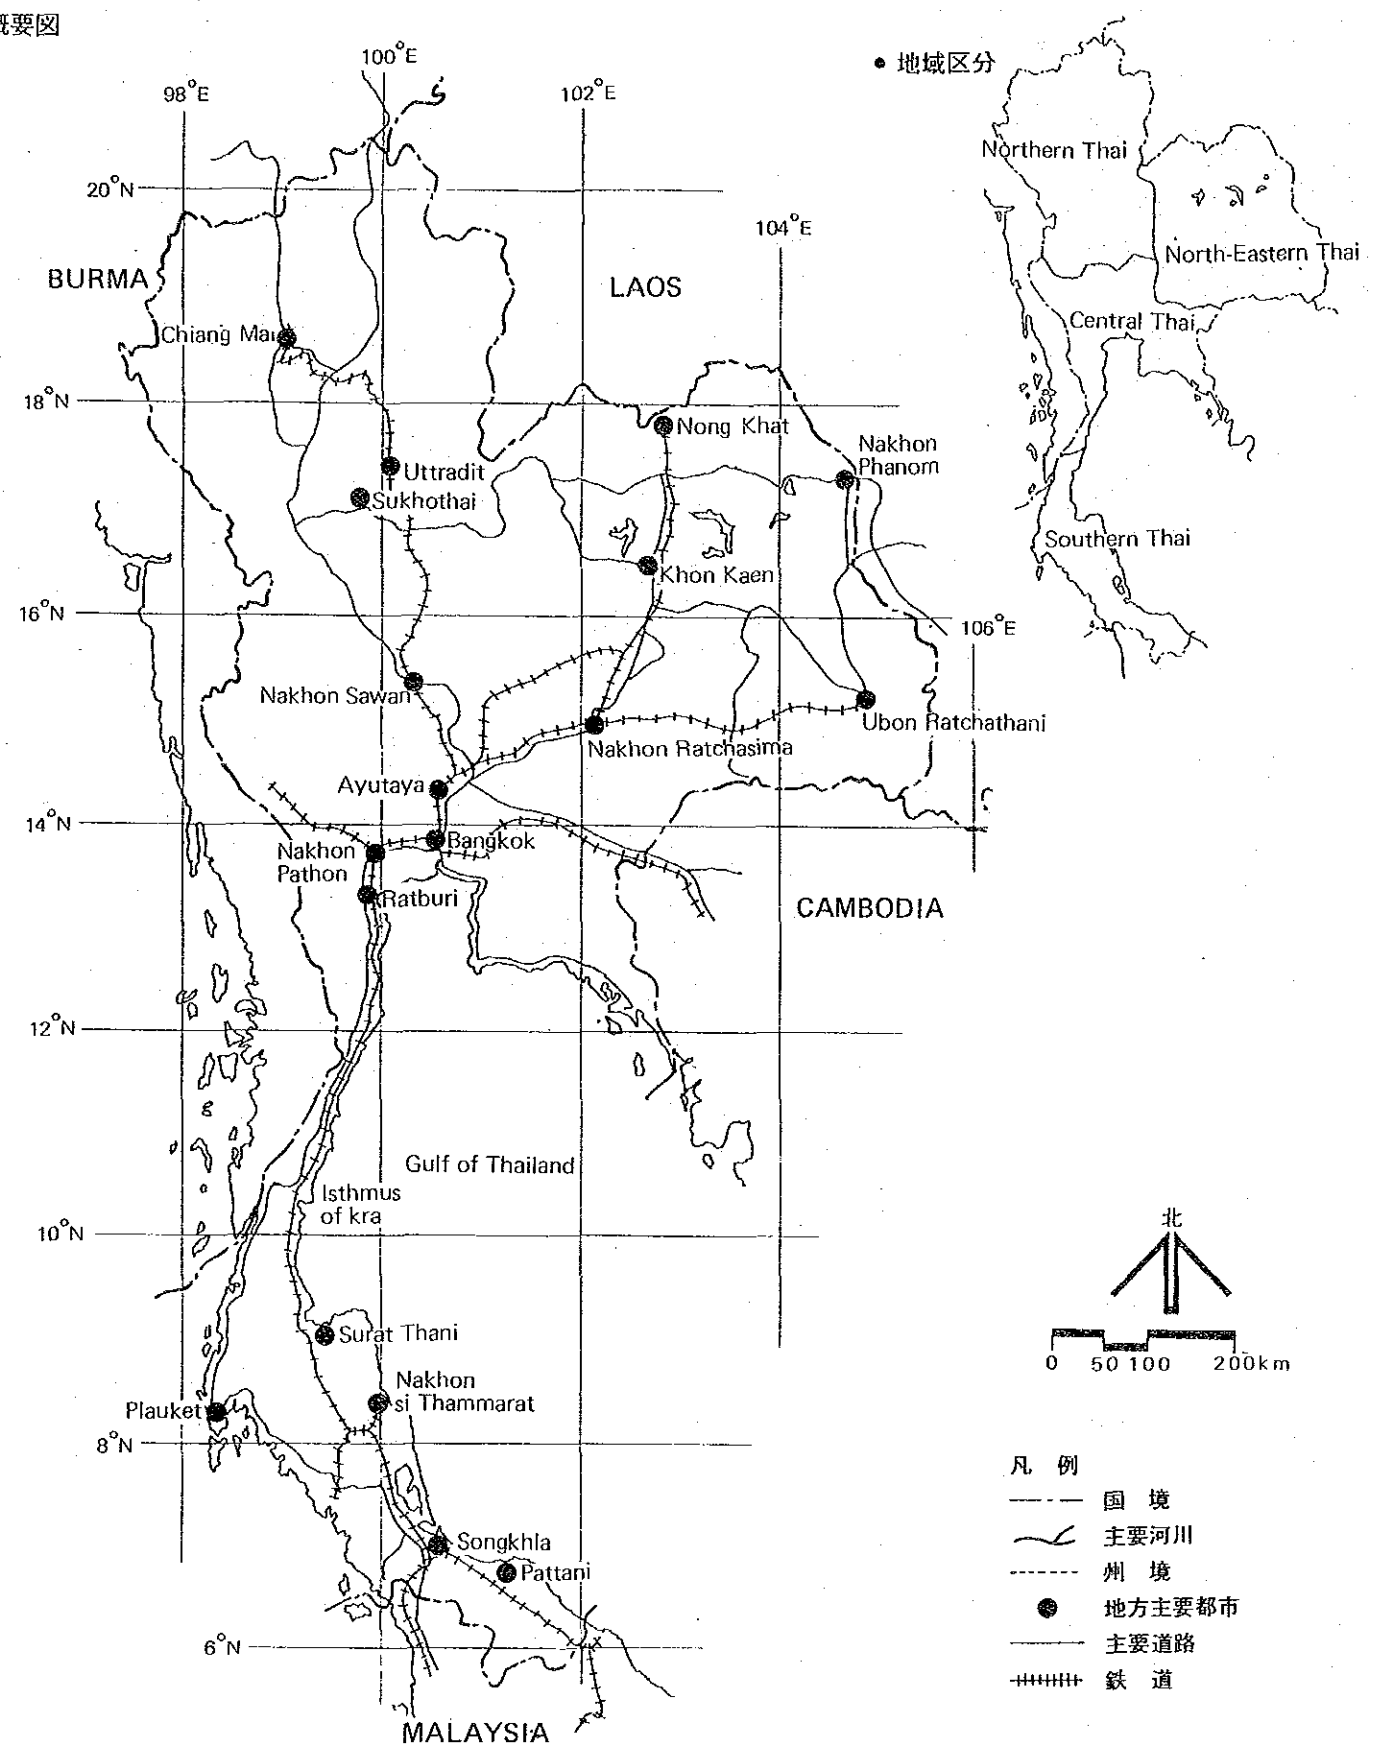 概要図
100°E
98°E
102°E
104°E
106°E
20°N
18°N
16°N
14°N
12°N
10°N
8°N
6°N
BURMA
LAOS
CAMBODIA
MALAYSIA
Chiang Mai
Uttradit
Sukhothai
Nong Khat
Nakhon
Phanom
Khon Kaen
Nakhon Sawan
Ubon Ratchathani
Nakhon Ratchasima
Ayutaya
Bangkok
Nakhon
Pathon
Ratburi
Gulf of Thailand
Isthmus
of kra
Surat Thani
Nakhon
si Thammarat
Plauket
Songkhla
Pattani
• 地域区分
Northern Thai
North-Eastern Thai
Central Thai
Southern Thai
北
0 50 100 200km
凡 例
国 境
主要河川
州 境
地方主要都市
主要道路
鉄 道